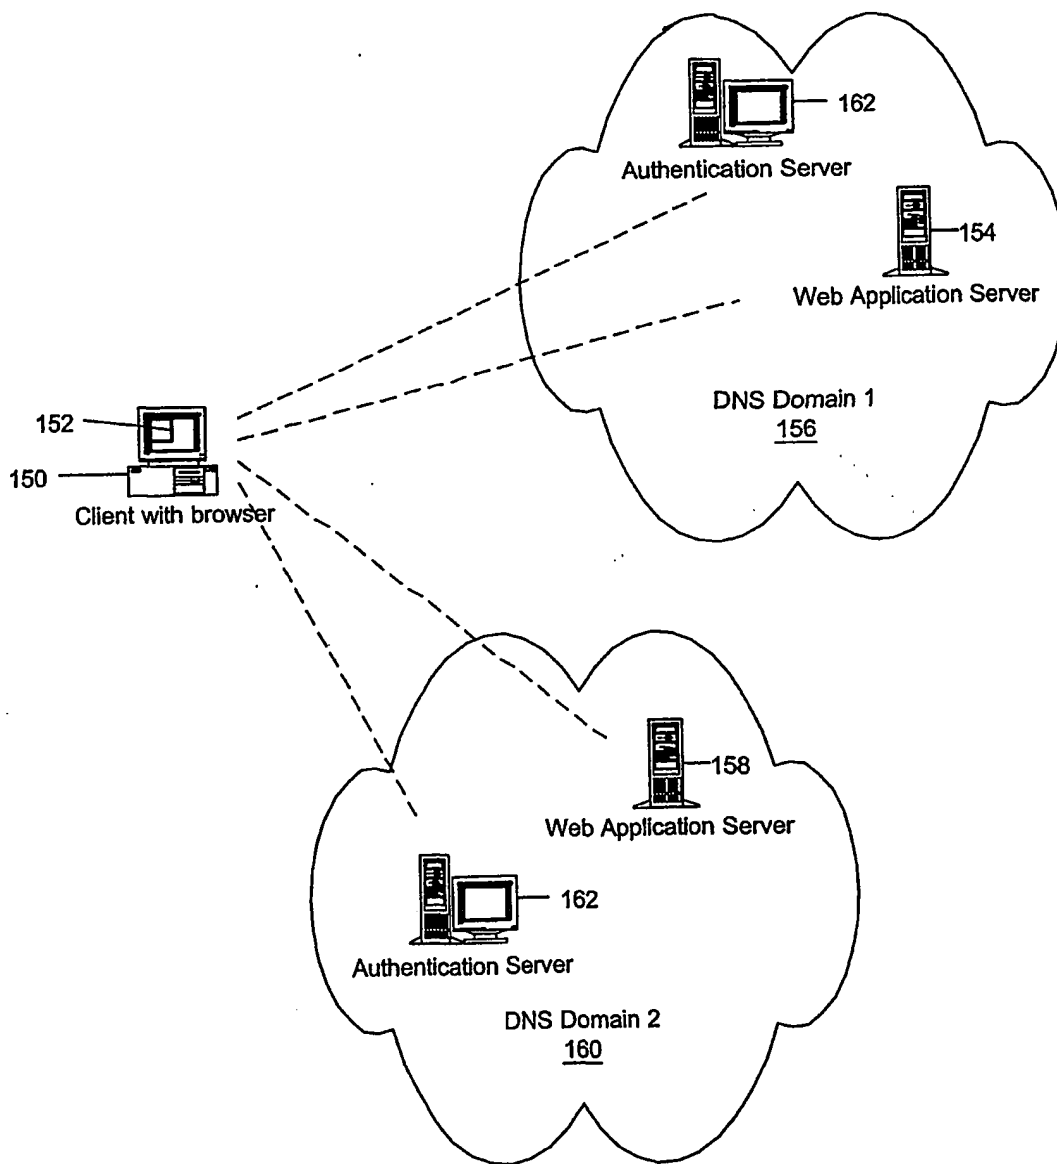 162
Authentication Server
154
Web Application Server
DNS Domain 1
156
152
150
Client with browser
158
Web Application Server
162
Authentication Server
DNS Domain 2
160